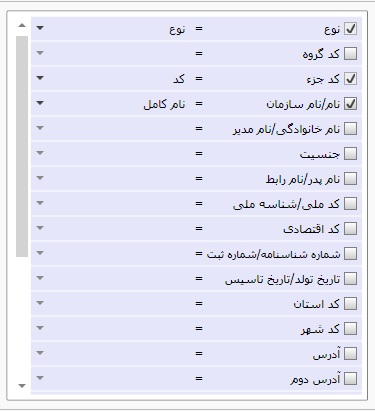 نوع = نوع
کد گروه =
کد جزء = کد
نام/نام سازمان = نام کامل
نام خانوادگی/نام مدیر =
جنسیت =
نام پدر/نام رابط =
کد ملی/شناسه ملی =
کد اقتصادی =
شماره شناسنامه/شماره ثبت =
تاریخ تولد/تاریخ تاسیس =
کد استان =
کد شهر =
آدرس =
آدرس دوم =